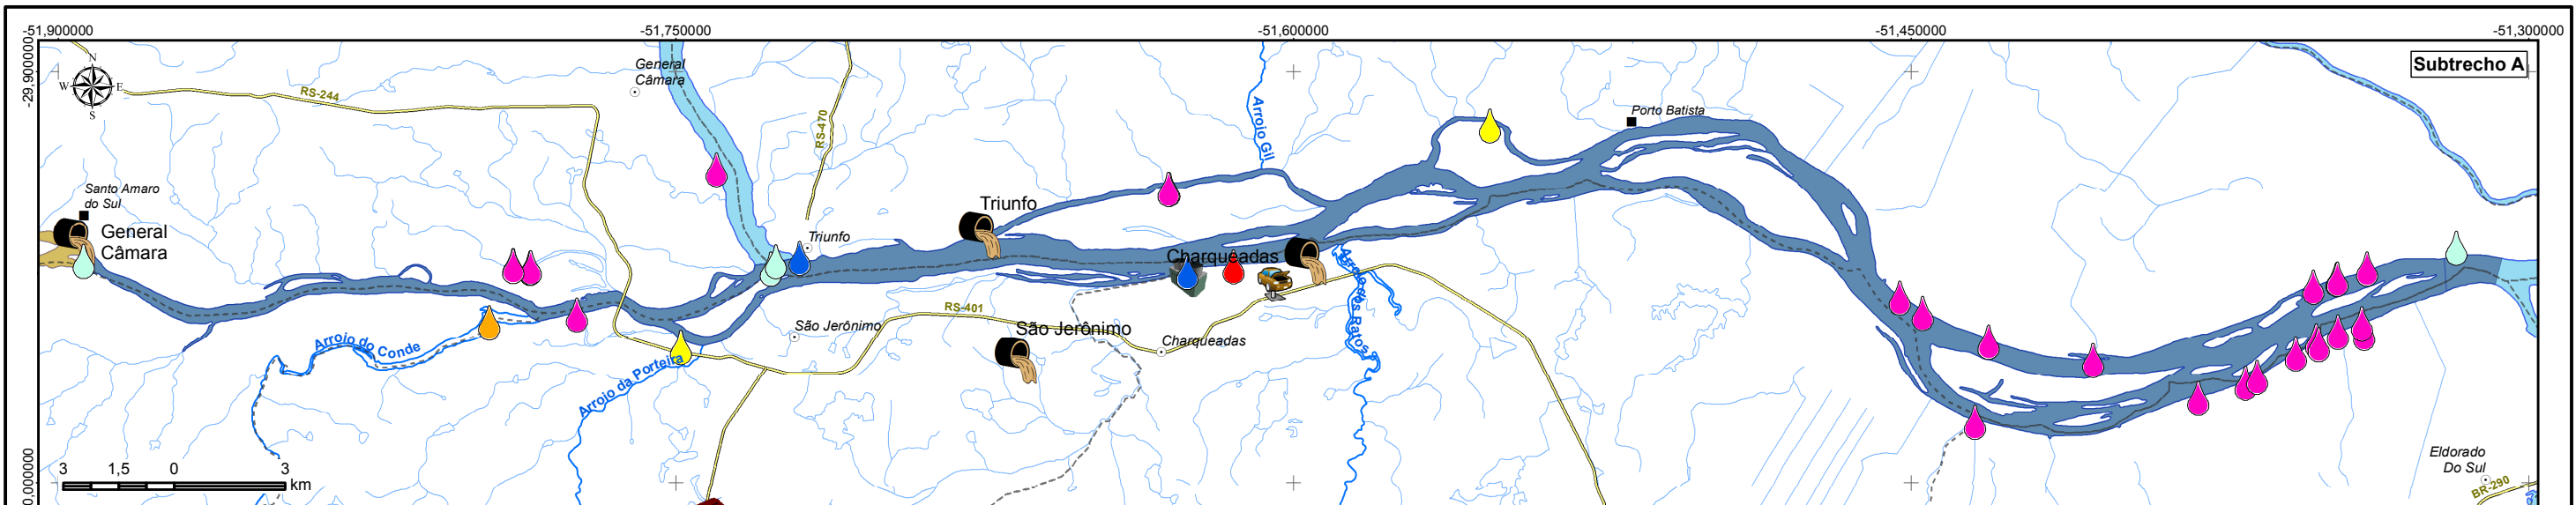 -51,900000
-51,750000
-51,600000
-51,450000
-51,300000
-29,900000
Subtrecho A
N
W
E
S
General
Câmara
RS-244
RS-470
Arroio Gil
Porto Batista
Santo Amaro
do Sul
General
Câmara
Triunfo
Triunfo
Charqueadas
Arroio dos Ratos
RS-401
São Jerônimo
São Jerônimo
Charqueadas
Arroio do Conde
Arroio da Porteira
Eldorado
Do Sul
BR-290
3
1,5
0
3
km